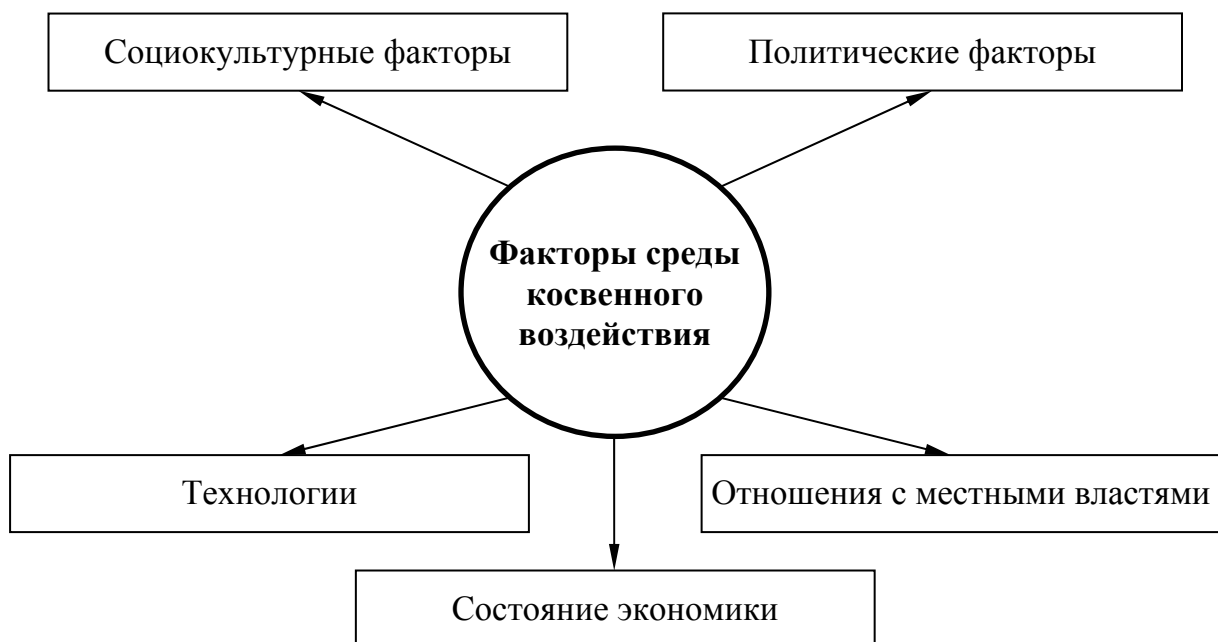 Социокультурные факторы
Политические факторы
Факторы среды
косвенного
воздействия
Технологии
Отношения с местными властями
Состояние экономики